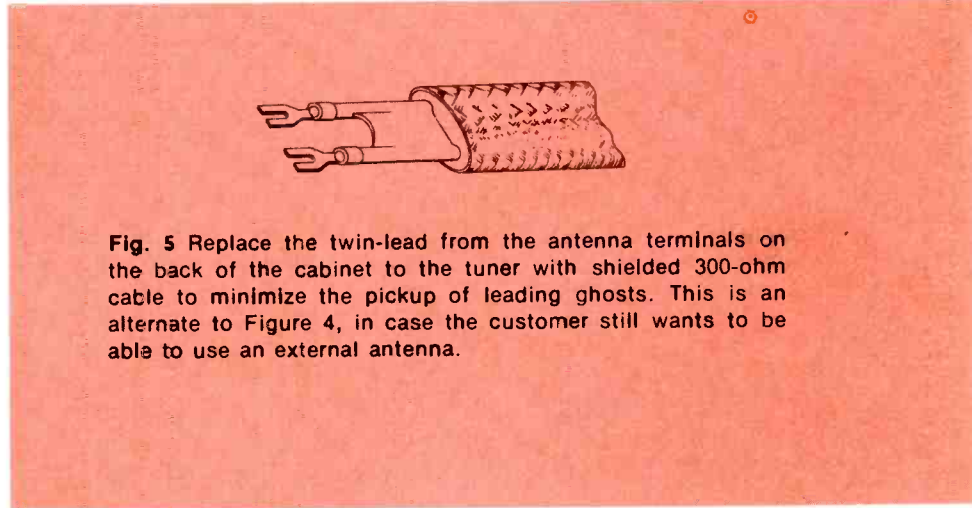 Fig. 5 Replace the twin-lead from the antenna terminals on
the back of the cabinet to the tuner with shielded 300-ohm
cable to minimize the pickup of leading ghosts. This is an
alternate to Figure 4, in case the customer still wants to be
able to use an external antenna.